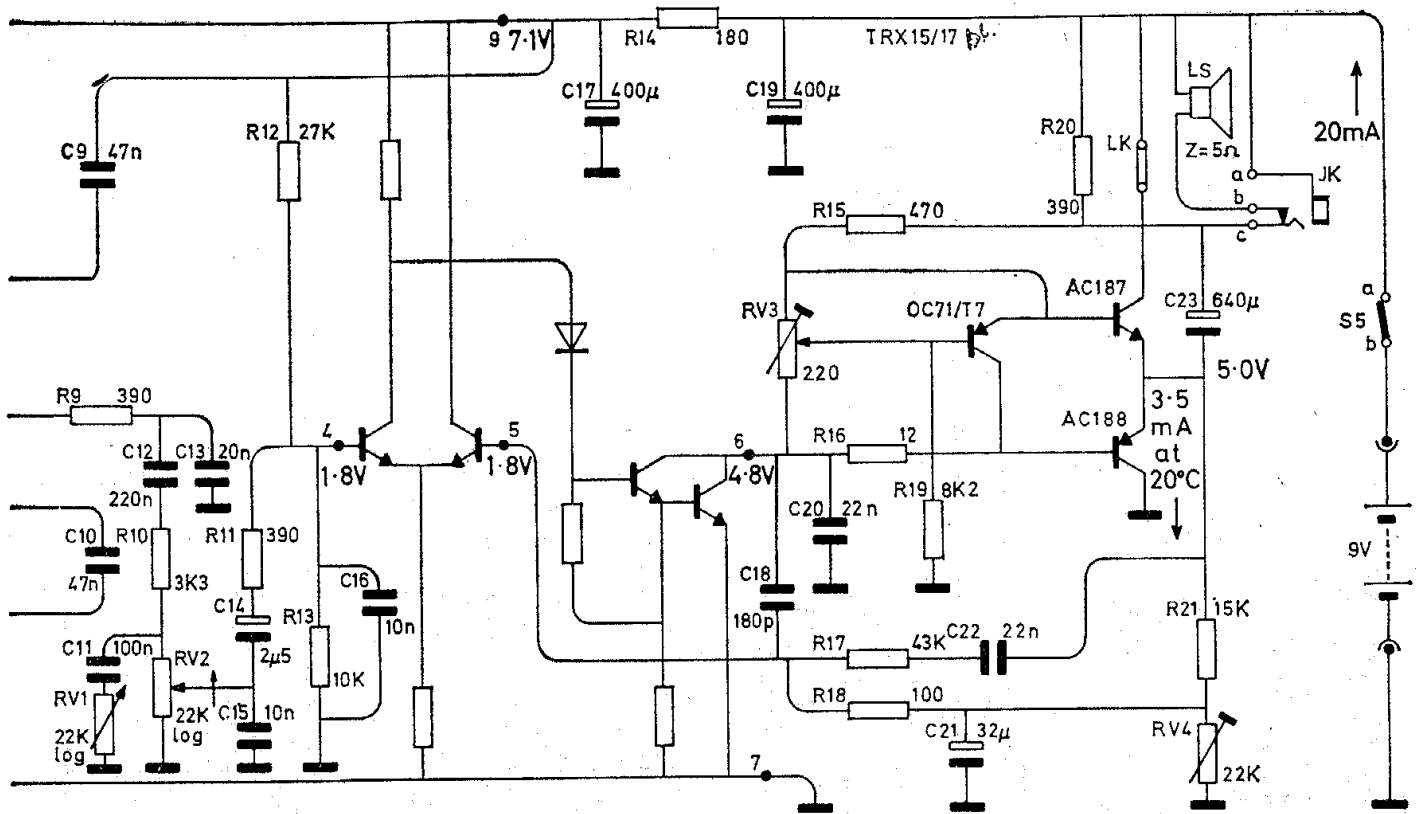 9 7·1V
R14 180
TRX15/17
C17 400µ
C19 400µ
LS
Z=5Ω
20mA
R12 27K
C9 47n
R20
390
LK
a
JK
b
c
R15 470
RV3
220
OC71/T7
AC187
C23 640µ
a
S5
b
5·0V
R9 390
C12
220n
C13 20n
4
1·8V
5
1·8V
6
4·8V
R16 12
AC188
3·5
mA
at
20°C
C10
47n
R10
3K3
R11 390
C20 22n
R19 8K2
9V
C14
2µ5
R13
10K
C16
10n
C18
180p
R21 15K
C11 100n
RV2
22K
log
R17 43K
C22 22n
RV1
22K
log
C15 10n
R18 100
C21 32µ
RV4
22K
7